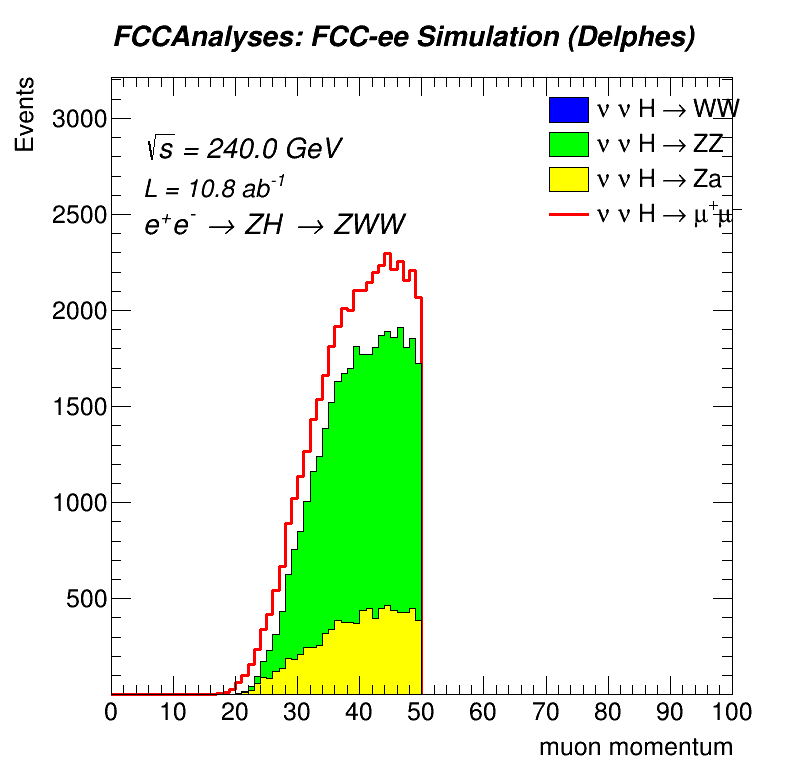 FCCAnalyses: FCC-ee Simulation (Delphes)
Events
√s = 240.0 GeV
L = 10.8 ab⁻¹
e⁺e⁻ → ZH → ZWW
ν ν H → WW
ν ν H → ZZ
ν ν H → Za
ν ν H → μ⁺μ⁻
3000
2500
2000
1500
1000
500
0 10 20 30 40 50 60 70 80 90 100
muon momentum